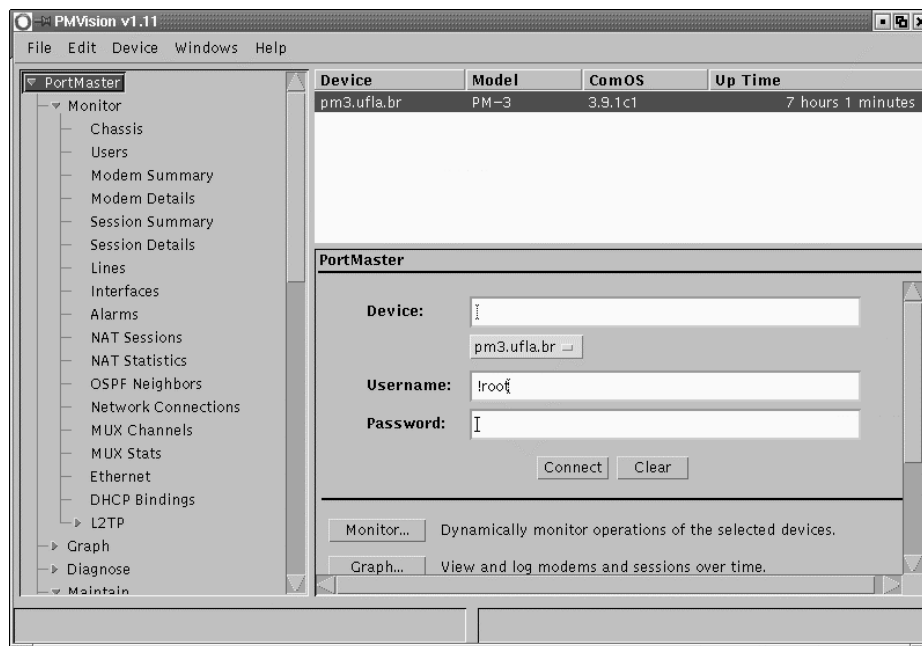 PMVision v1.11
File Edit Device Windows Help
PortMaster
Monitor
Chassis
Users
Modem Summary
Modem Details
Session Summary
Session Details
Lines
Interfaces
Alarms
NAT Sessions
NAT Statistics
OSPF Neighbors
Network Connections
MUX Channels
MUX Stats
Ethernet
DHCP Bindings
L2TP
Graph
Diagnose
Maintain
Device Model ComOS Up Time
pm3.ufla.br PM-3 3.9.1c1 7 hours 1 minutes
PortMaster
Device:
pm3.ufla.br
Username: !root
Password:
Connect Clear
Monitor... Dynamically monitor operations of the selected devices.
Graph... View and log modems and sessions over time.